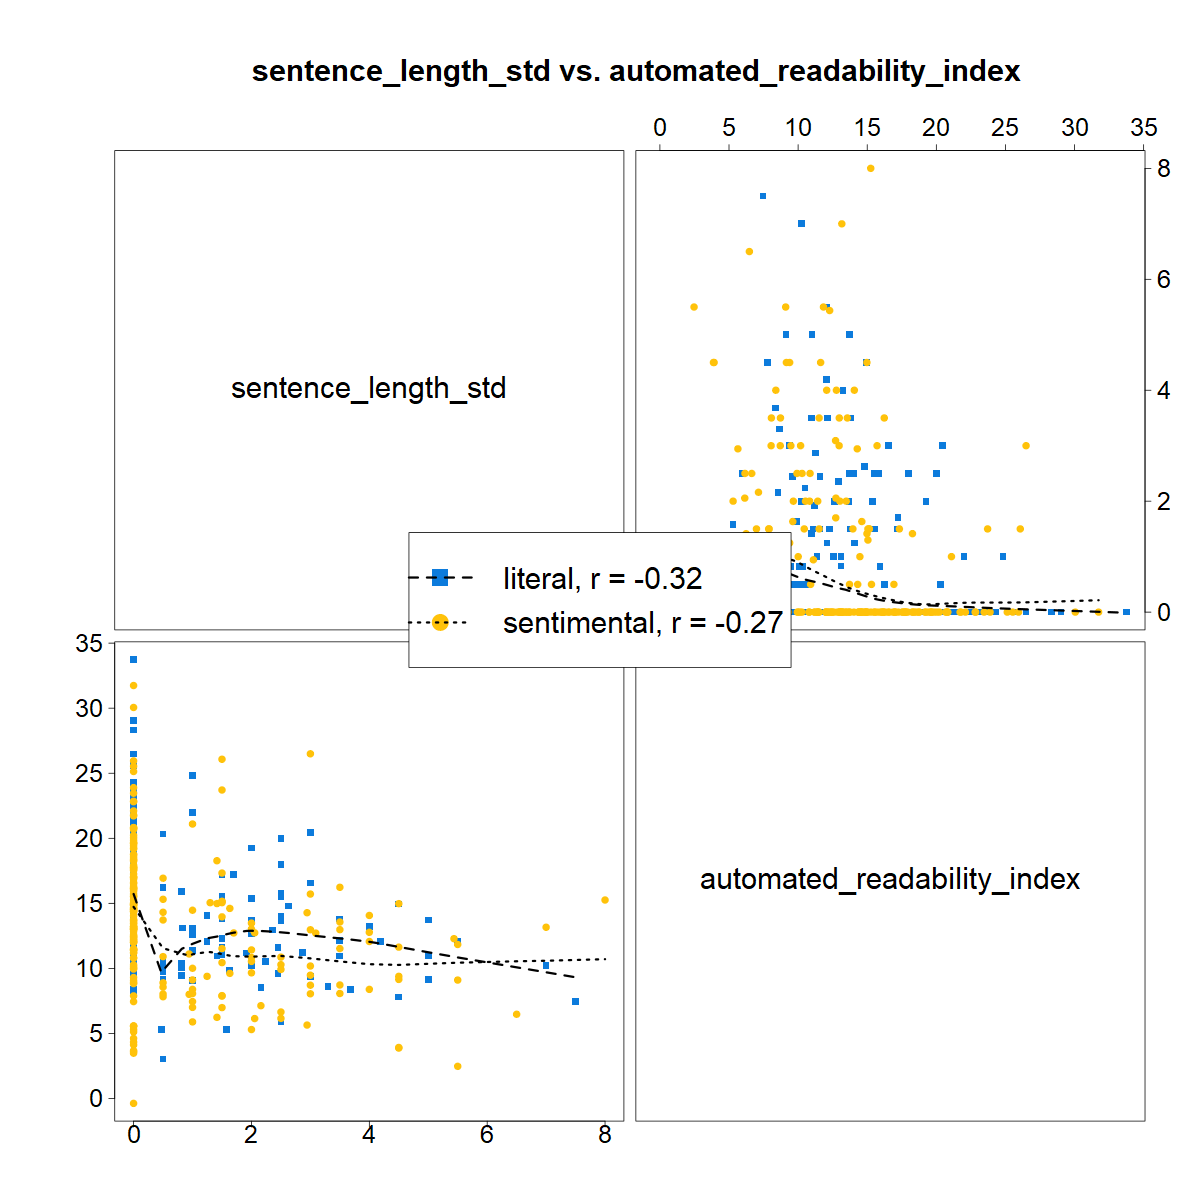 sentence_length_std vs. automated_readability_index
0 5 10 15 20 25 30 35
sentence_length_std
8
6
4
2
0
literal, r = -0.32
sentimental, r = -0.27
35
30
25
20
15
10
5
0
automated_readability_index
0 2 4 6 8